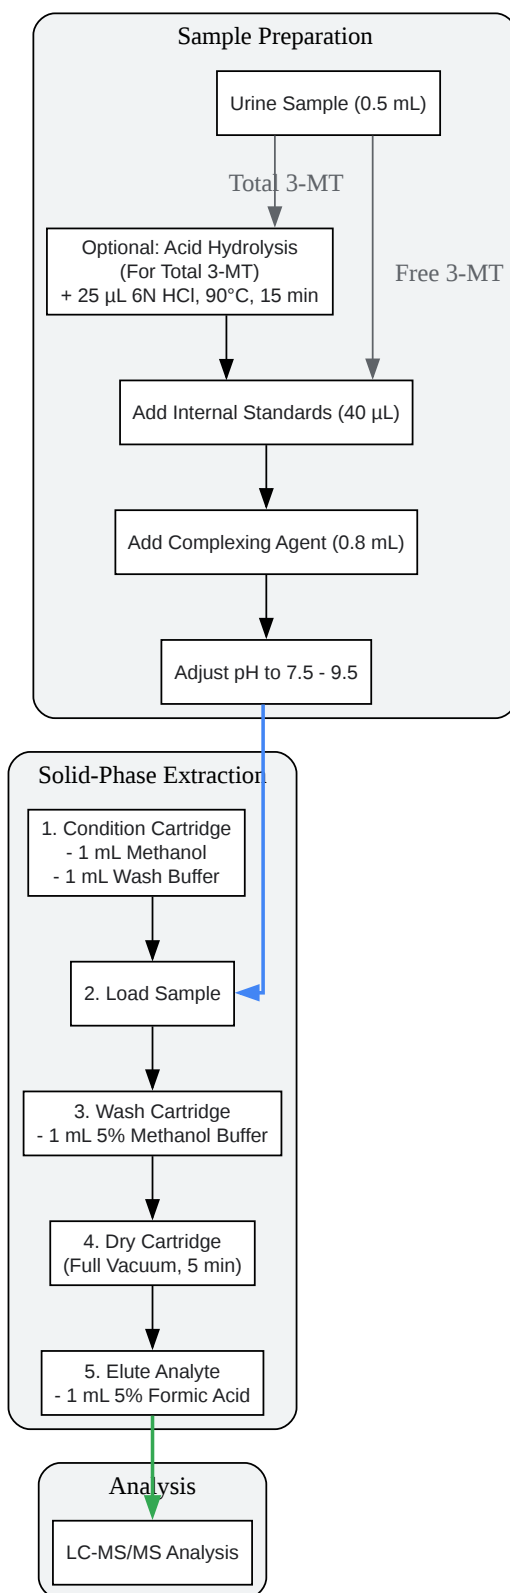 Sample Preparation
Urine Sample (0.5 mL)
Total 3-MT
Optional: Acid Hydrolysis
(For Total 3-MT)
+ 25 µL 6N HCl, 90°C, 15 min
Free 3-MT
Add Internal Standards (40 µL)
Add Complexing Agent (0.8 mL)
Adjust pH to 7.5 - 9.5
Solid-Phase Extraction
1. Condition Cartridge
- 1 mL Methanol
- 1 mL Wash Buffer
2. Load Sample
3. Wash Cartridge
- 1 mL 5% Methanol Buffer
4. Dry Cartridge
(Full Vacuum, 5 min)
5. Elute Analyte
- 1 mL 5% Formic Acid
Analysis
LC-MS/MS Analysis